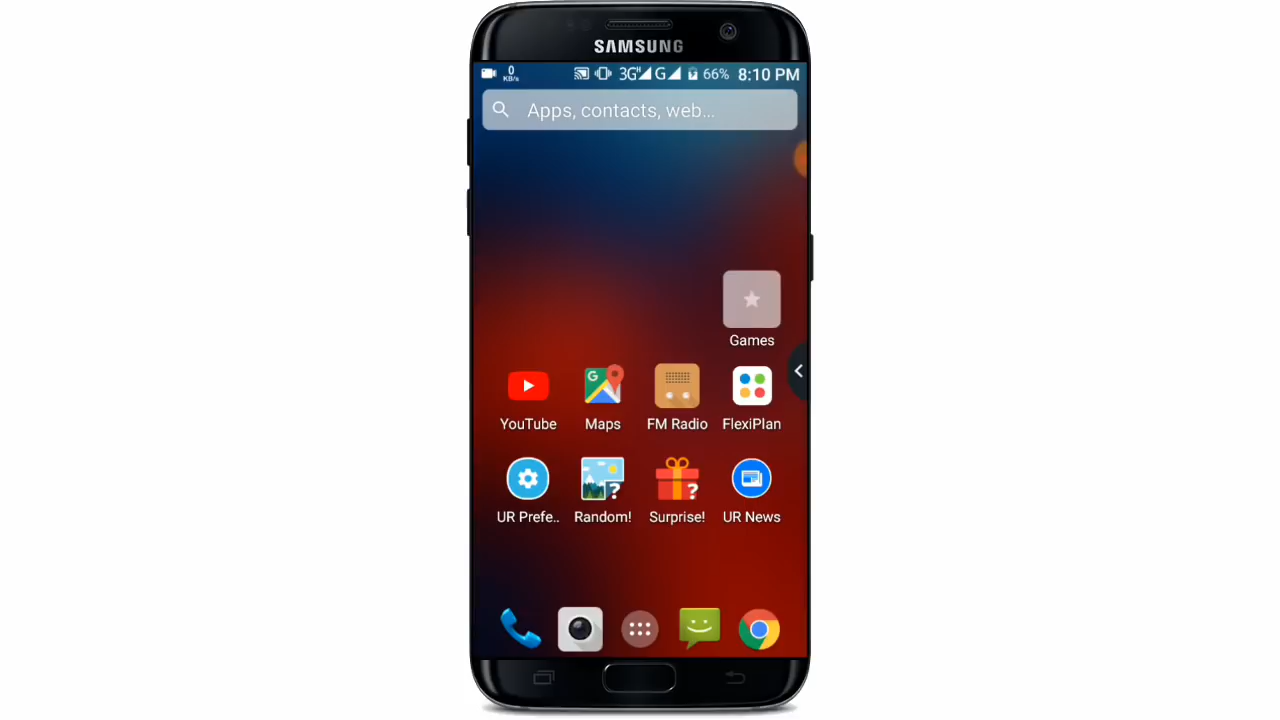 SAMSUNG
0 KB/s 3G H G 66% 8:10 PM
Apps, contacts, web...
Games
YouTube Maps FM Radio FlexiPlan
UR Prefe.. Random! Surprise! UR News